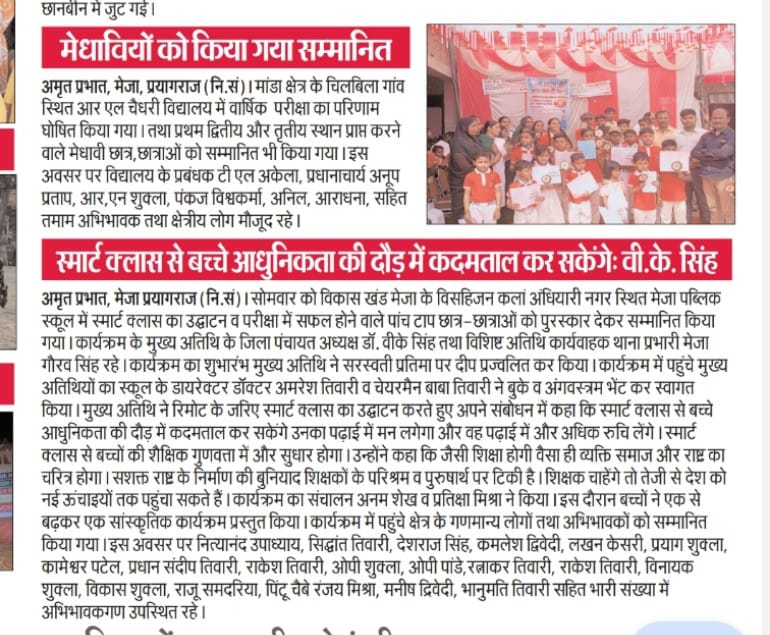 छानबीन में जुट गई।
मेधावियों को किया गया सम्मानित
अमृत प्रभात, मेजा, प्रयागराज (नि.सं)। मांडा क्षेत्र के चिलबिला गांव
स्थित आर एल चैधरी विद्यालय में वार्षिक परीक्षा का परिणाम
घोषित किया गया। तथा प्रथम द्वितीय और तृतीय स्थान प्राप्त करने
वाले मेधावी छात्र,छात्राओं को सम्मानित भी किया गया। इस
अवसर पर विद्यालय के प्रबंधक टी एल अकेला, प्रधानाचार्य अनूप
प्रताप, आर,एन शुक्ला, पंकज विश्वकर्मा, अनिल, आराधना, सहित
तमाम अभिभावक तथा क्षेत्रीय लोग मौजूद रहे।
स्मार्ट क्लास से बच्चे आधुनिकता की दौड़ में कदमताल कर सकेंगेः वी.के. सिंह
अमृत प्रभात, मेजा प्रयागराज (नि.सं)। सोमवार को विकास खंड मेजा के विसहिजन कलां अंधियारी नगर स्थित मेजा पब्लिक
स्कूल में स्मार्ट क्लास का उद्घाटन व परीक्षा में सफल होने वाले पांच टाप छात्र-छात्राओं को पुरस्कार देकर सम्मानित किया
गया। कार्यक्रम के मुख्य अतिथि के जिला पंचायत अध्यक्ष डॉ. वीके सिंह तथा विशिष्ट अतिथि कार्यवाहक थाना प्रभारी मेजा
गौरव सिंह रहे। कार्यक्रम का शुभारंभ मुख्य अतिथि ने सरस्वती प्रतिमा पर दीप प्रज्वलित कर किया। कार्यक्रम में पहुंचे मुख्य
अतिथियों का स्कूल के डायरेक्टर डॉक्टर अमरेश तिवारी व चेयरमैन बाबा तिवारी ने बुके व अंगवस्त्रम भेंट कर स्वागत
किया। मुख्य अतिथि ने रिमोट के जरिए स्मार्ट क्लास का उद्घाटन करते हुए अपने संबोधन में कहा कि स्मार्ट क्लास से बच्चे
आधुनिकता की दौड़ में कदमताल कर सकेंगे उनका पढ़ाई में मन लगेगा और वह पढ़ाई में और अधिक रुचि लेंगे। स्मार्ट
क्लास से बच्चों की शैक्षिक गुणवता में और सुधार होगा। उन्होंने कहा कि जैसी शिक्षा होगी वैसा ही व्यक्ति समाज और राष्ट्र का
चरित्र होगा। सशक्त राष्ट्र के निर्माण की बुनियाद शिक्षकों के परिश्रम व पुरुषार्थ पर टिकी है। शिक्षक चाहेंगे तो तेजी से देश को
नई ऊंचाइयों तक पहुंचा सकते हैं। कार्यक्रम का संचालन अनम शेख व प्रतिक्षा मिश्रा ने किया। इस दौरान बच्चों ने एक से
बढ़कर एक सांस्कृतिक कार्यक्रम प्रस्तुत किया। कार्यक्रम में पहुंचे क्षेत्र के गणमान्य लोगों तथा अभिभावकों को सम्मानित
किया गया। इस अवसर पर नित्यानंद उपाध्याय, सिद्धांत तिवारी, देशराज सिंह, कमलेश द्विवेदी, लखन केसरी, प्रयाग शुक्ला,
कामेश्वर पटेल, प्रधान संदीप तिवारी, राकेश तिवारी, ओपी शुक्ला, ओपी पांडे,रत्नाकर तिवारी, राकेश तिवारी, विनायक
शुक्ला, विकास शुक्ला, राजू समदरिया, पिंटू चैबे रंजय मिश्रा, मनीष द्विवेदी, भानुमति तिवारी सहित भारी संख्या में
अभिभावकगण उपस्थित रहे।